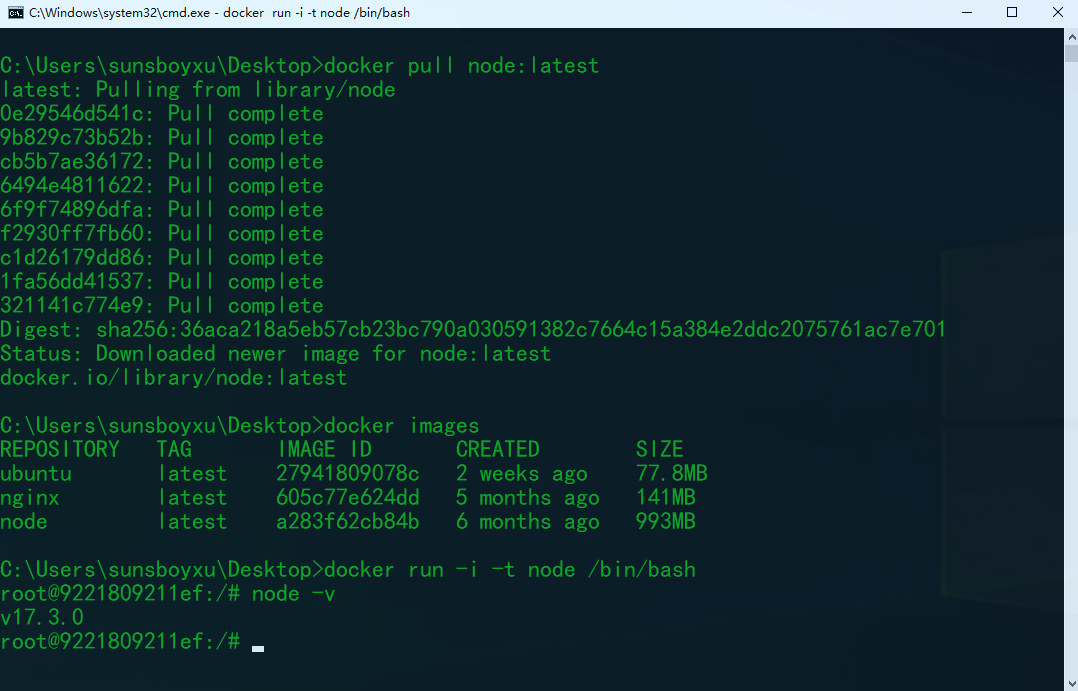 C:\Windows\system32\cmd.exe - docker  run -i -t node /bin/bash
C:\Users\sunsboyxu\Desktop>docker pull node:latest
latest: Pulling from library/node
0e29546d541c: Pull complete
9b829c73b52b: Pull complete
cb5b7ae36172: Pull complete
6494e4811622: Pull complete
6f9f74896dfa: Pull complete
f2930ff7fb60: Pull complete
c1d26179dd86: Pull complete
1fa56dd41537: Pull complete
321141c774e9: Pull complete
Digest: sha256:36aca218a5eb57cb23bc790a030591382c7664c15a384e2ddc2075761ac7e701
Status: Downloaded newer image for node:latest
docker.io/library/node:latest
C:\Users\sunsboyxu\Desktop>docker images
REPOSITORY   TAG       IMAGE ID       CREATED        SIZE
ubuntu       latest    27941809078c   2 weeks ago    77.8MB
nginx        latest    605c77e624dd   5 months ago   141MB
node         latest    a283f62cb84b   6 months ago   993MB
C:\Users\sunsboyxu\Desktop>docker run -i -t node /bin/bash
root@9221809211ef:/# node -v
v17.3.0
root@9221809211ef:/#